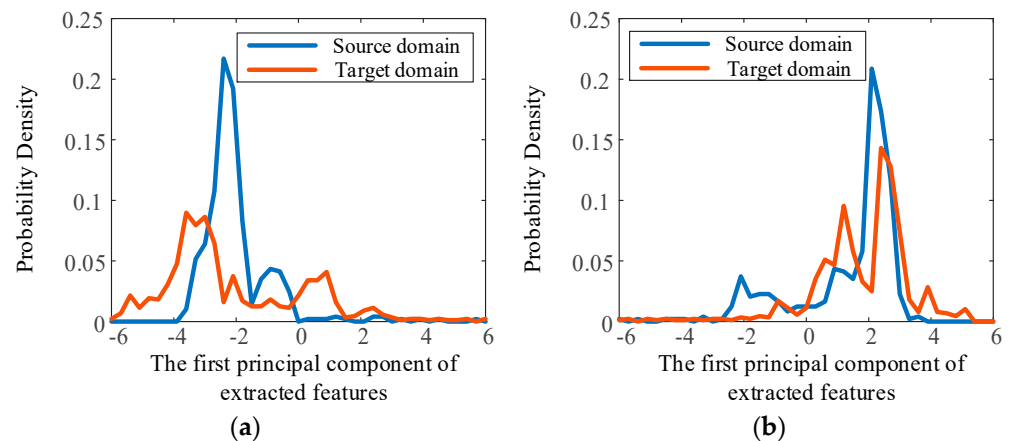 0.25
0.2
0.15
0.1
0.05
0
Probability Density
Source domain
Target domain
-6 -4 -2 0 2 4 6
The first principal component of
extracted features
(a)
0.25
0.2
0.15
0.1
0.05
0
Probability Density
Source domain
Target domain
-6 -4 -2 0 2 4 6
The first principal component of
extracted features
(b)